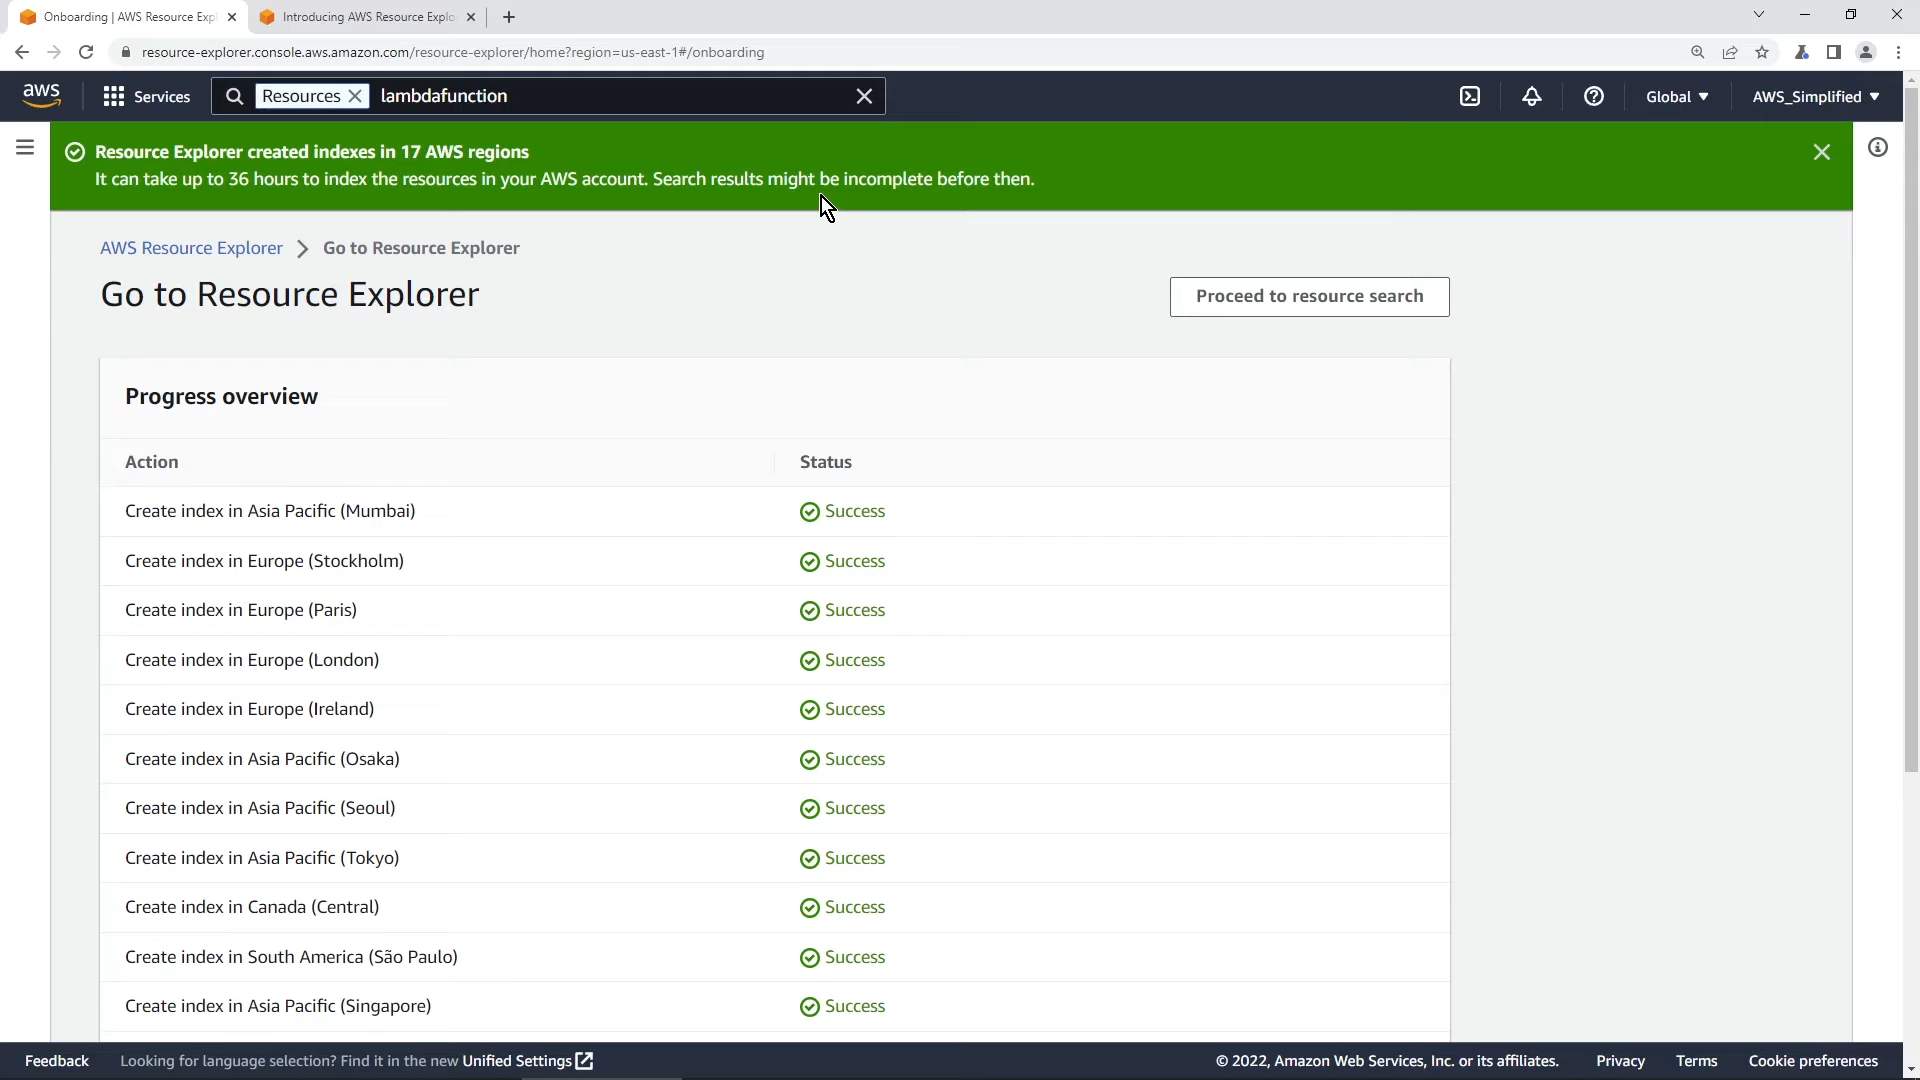 Onboarding | AWS Resource Exp
Introducing AWS Resource Explo
resource-explorer.console.aws.amazon.com/resource-explorer/home?region=us-east-1#/onboarding
aws
Services
Resources
lambdafunction
Global
AWS_Simplified
Resource Explorer created indexes in 17 AWS regions
It can take up to 36 hours to index the resources in your AWS account. Search results might be incomplete before then.
AWS Resource Explorer
Go to Resource Explorer
Go to Resource Explorer
Proceed to resource search
Progress overview
Action Status
Create index in Asia Pacific (Mumbai) Success
Create index in Europe (Stockholm) Success
Create index in Europe (Paris) Success
Create index in Europe (London) Success
Create index in Europe (Ireland) Success
Create index in Asia Pacific (Osaka) Success
Create index in Asia Pacific (Seoul) Success
Create index in Asia Pacific (Tokyo) Success
Create index in Canada (Central) Success
Create index in South America (São Paulo) Success
Create index in Asia Pacific (Singapore) Success
Feedback Looking for language selection? Find it in the new Unified Settings © 2022, Amazon Web Services, Inc. or its affiliates. Privacy Terms Cookie preferences